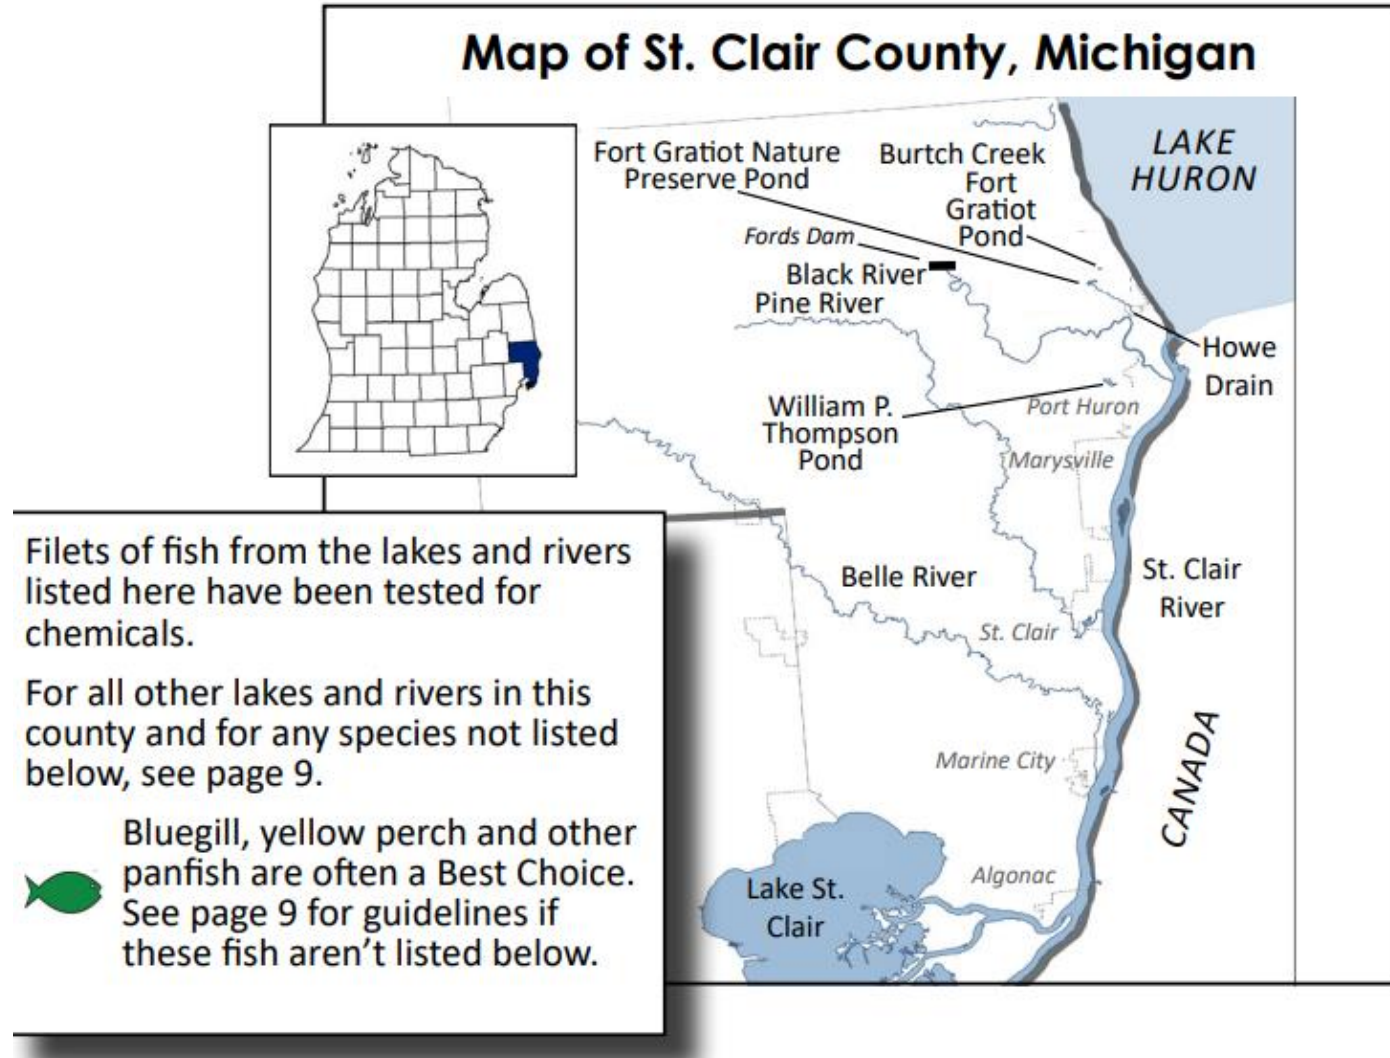 Map of St. Clair County, Michigan
LAKE
HURON
Fort Gratiot Nature
Preserve Pond
Burtch Creek
Fort
Gratiot
Pond
Fords Dam
Black River
Pine River
Howe
Drain
William P.
Thompson
Pond
Port Huron
Marysville
Belle River
St. Clair
River
St. Clair
Marine City
CANADA
Algonac
Lake St.
Clair
Filets of fish from the lakes and rivers
listed here have been tested for
chemicals.
For all other lakes and rivers in this
county and for any species not listed
below, see page 9.
Bluegill, yellow perch and other
panfish are often a Best Choice.
See page 9 for guidelines if
these fish aren’t listed below.